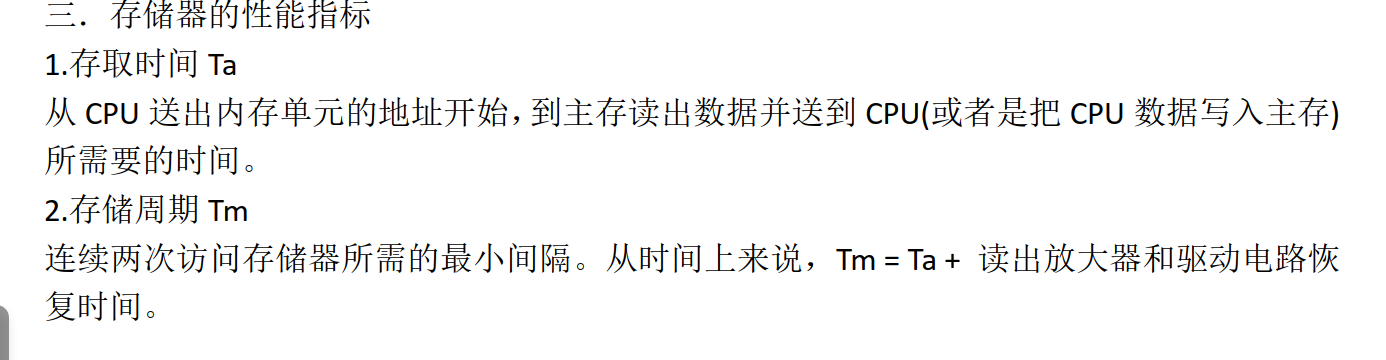 三．存储器的性能指标
1.存取时间 Ta
从 CPU 送出内存单元的地址开始，到主存读出数据并送到 CPU(或者是把 CPU 数据写入主存)
所需要的时间。
2.存储周期 Tm
连续两次访问存储器所需的最小间隔。从时间上来说，Tm = Ta + 读出放大器和驱动电路恢
复时间。